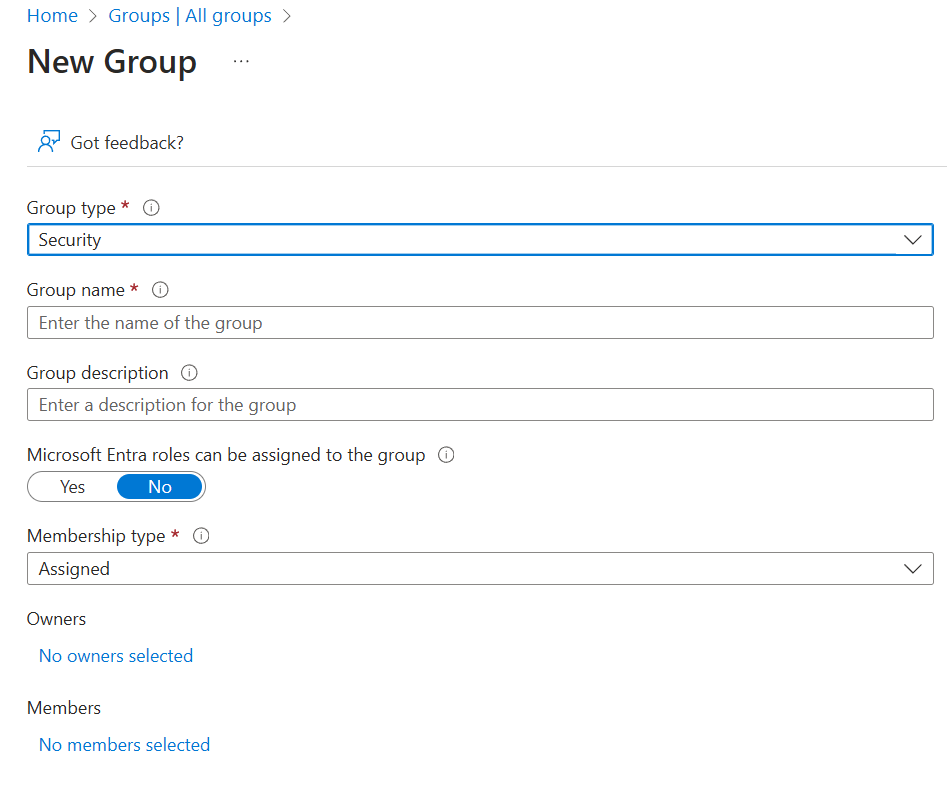 Home > Groups | All groups >
New Group ...
Got feedback?
Group type *
Security
Group name *
Enter the name of the group
Group description
Enter a description for the group
Microsoft Entra roles can be assigned to the group
Yes No
Membership type *
Assigned
Owners
No owners selected
Members
No members selected